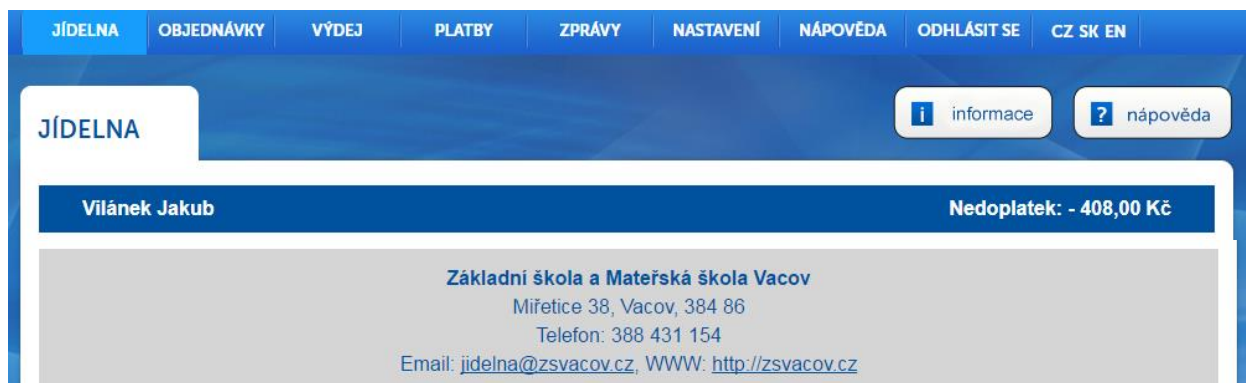 JÍDELNA OBJEDNÁVKY VÝDEJ PLATBY ZPRÁVY NASTAVENÍ NÁPOVĚDA ODHLÁSIT SE CZ SK EN
JÍDELNA
i informace ? nápověda
Vilánek Jakub Nedoplatek: - 408,00 Kč
Základní škola a Mateřská škola Vacov
Miřetice 38, Vacov, 384 86
Telefon: 388 431 154
Email: jidelna@zsvacov.cz, WWW: http://zsvacov.cz